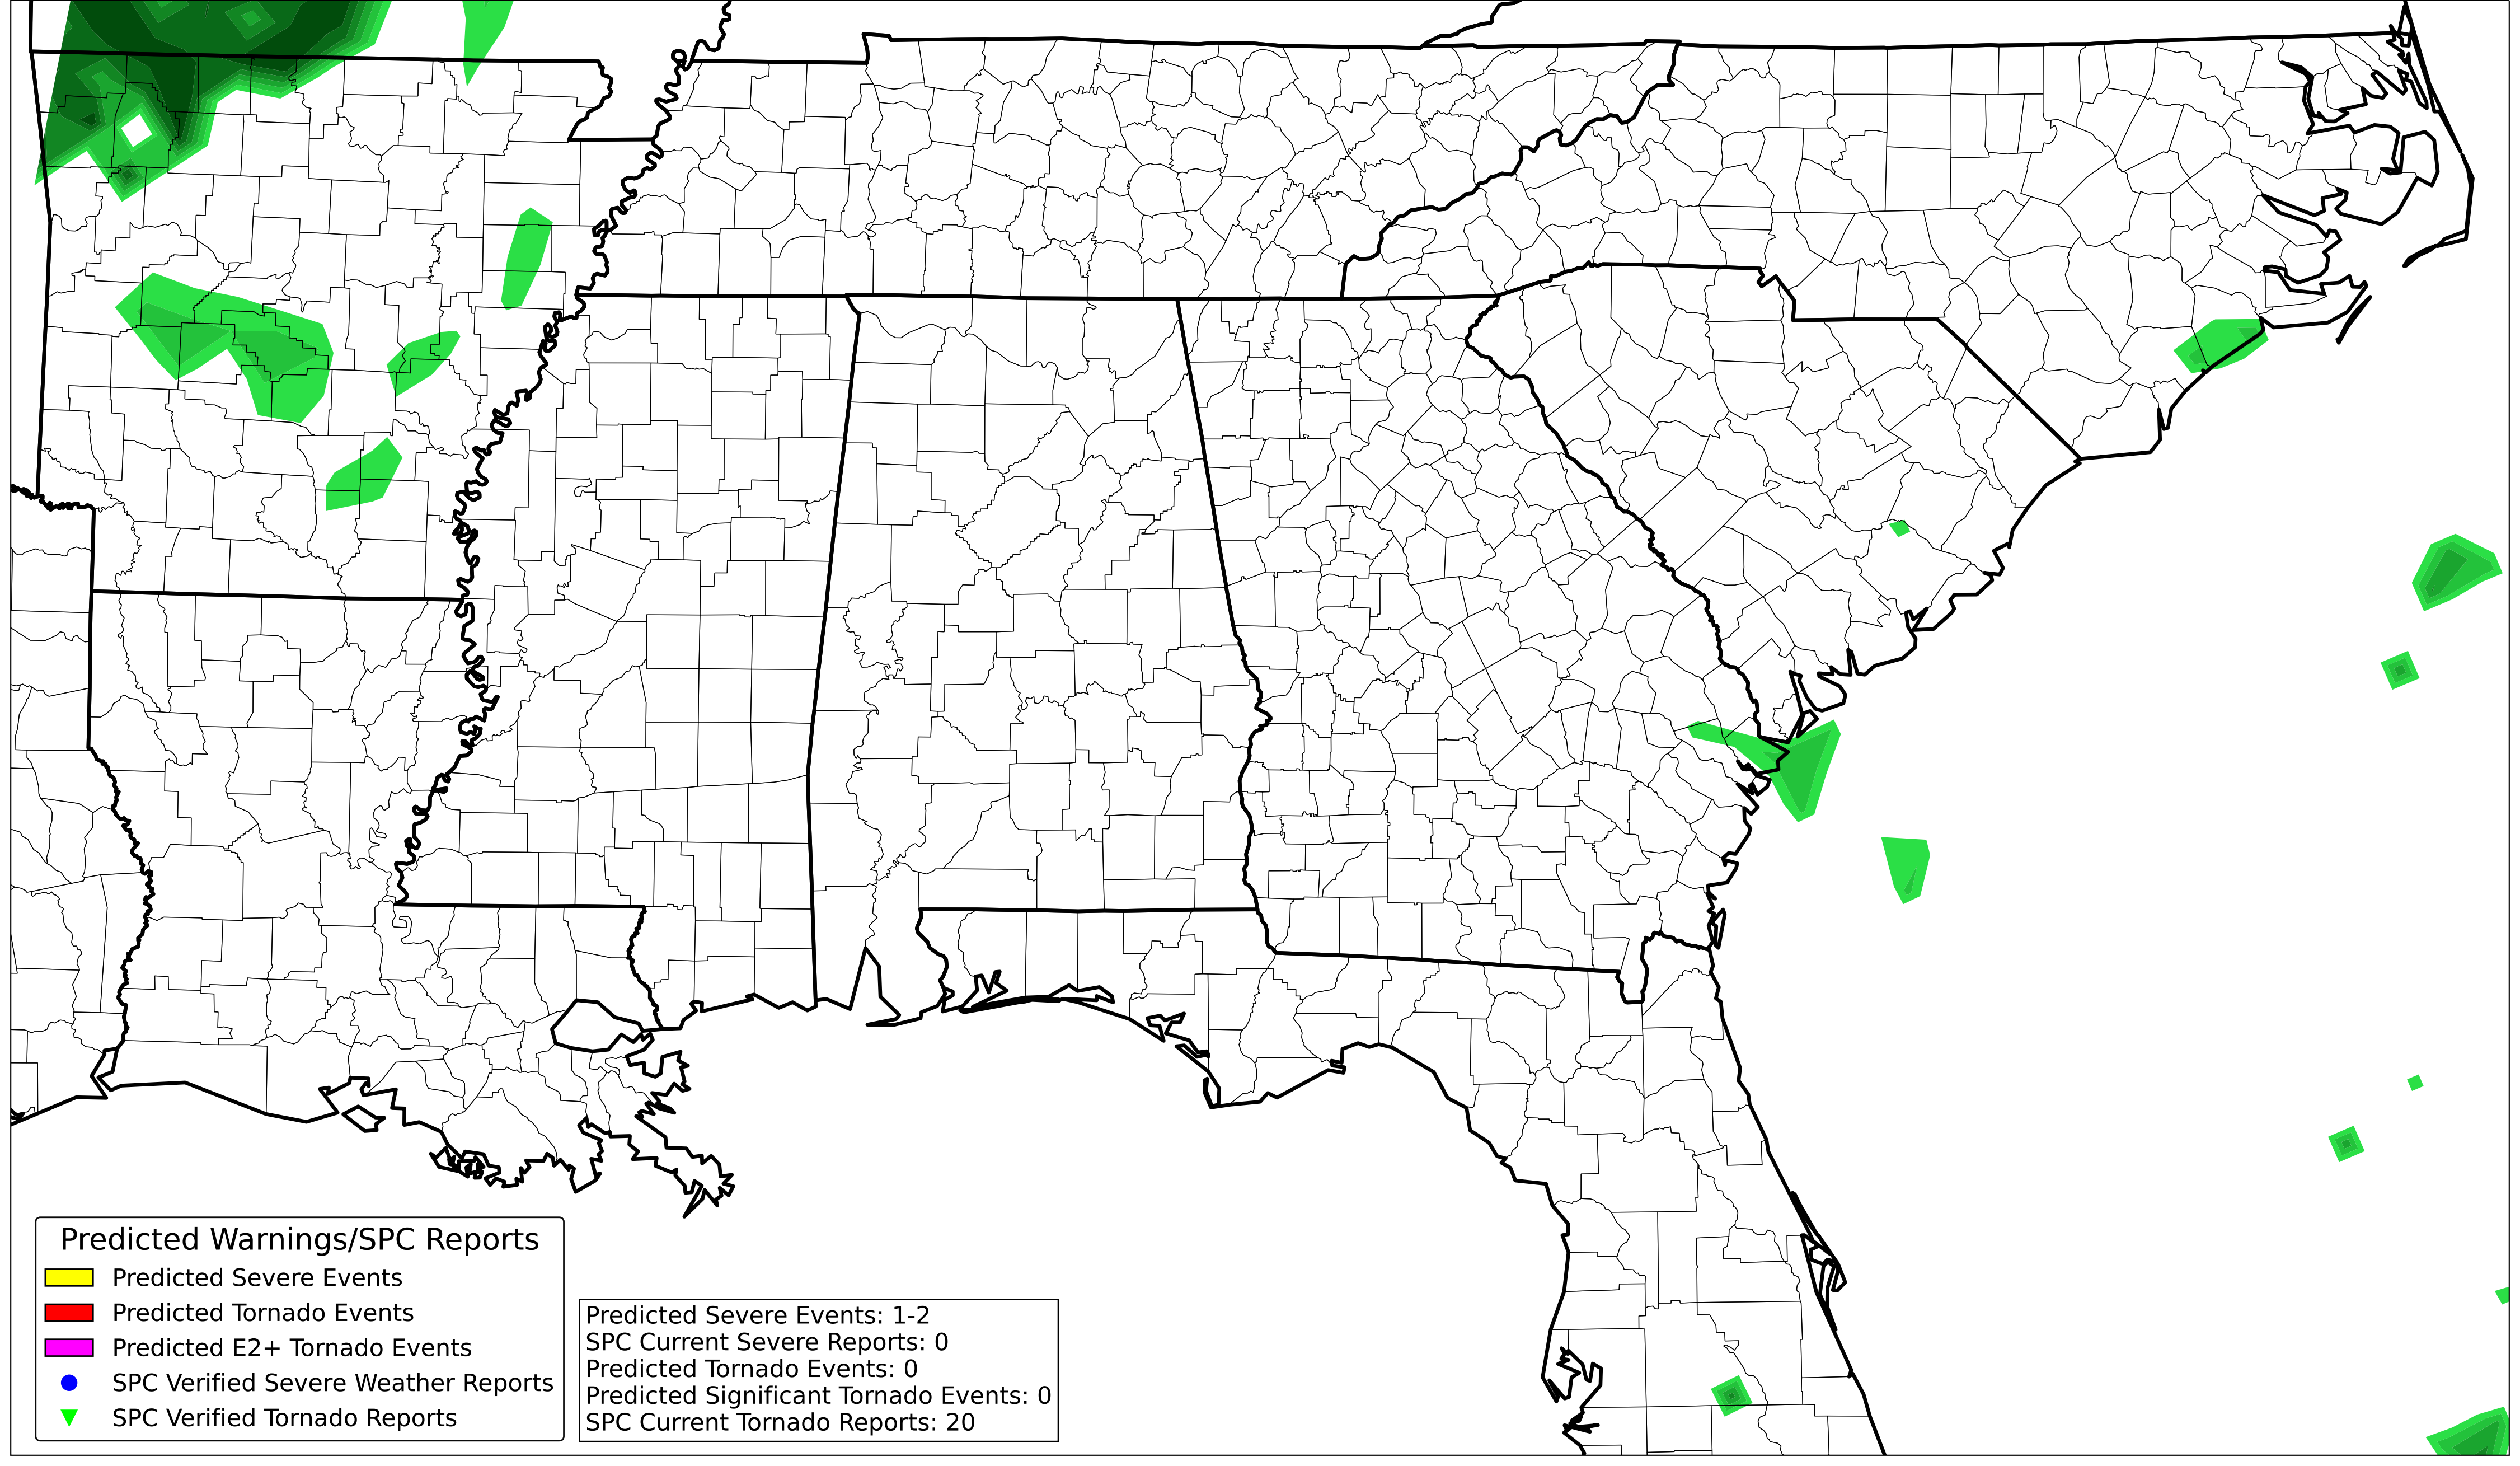 Predicted Warnings/SPC Reports
Predicted Severe Events
Predicted Tornado Events
Predicted E2+ Tornado Events
SPC Verified Severe Weather Reports
SPC Verified Tornado Reports
Predicted Severe Events: 1-2
SPC Current Severe Reports: 0
Predicted Tornado Events: 0
Predicted Significant Tornado Events: 0
SPC Current Tornado Reports: 20